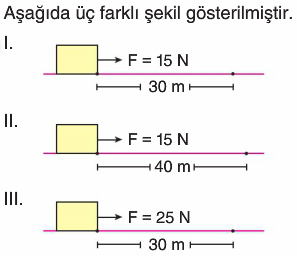 Aşağıda üç farklı şekil gösterilmiştir.
I.
F = 15 N
30 m
II.
F = 15 N
40 m
III.
F = 25 N
30 m